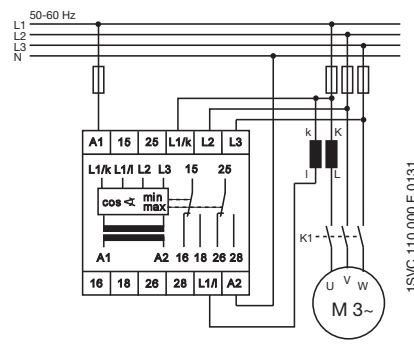 50-60 Hz
L1
L2
L3
N
A1 15 25 L1/k L2 L3
L1/k L1/l L2 L3 15 25
cos ∢ min
max
A1 A2 16 18 26 28
16 18 26 28 L1/l A2
k K
l L
K1
U V W
M 3~
1SVC 110 000 F 0131